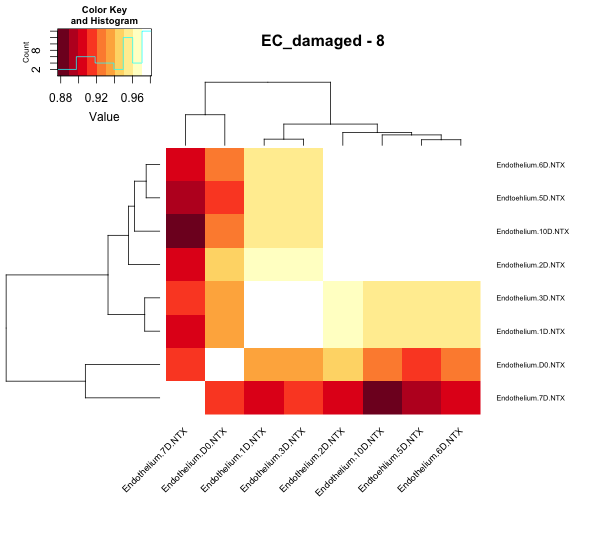 Color Key
and Histogram
Count
2 8
0.88 0.92 0.96
Value
EC_damaged - 8
Endothelium.6D.NTX
Endtoehlium.5D.NTX
Endothelium.10D.NTX
Endothelium.2D.NTX
Endothelium.3D.NTX
Endothelium.1D.NTX
Endothelium.D0.NTX
Endothelium.7D.NTX
Endothelium.7D.NTX
Endothelium.D0.NTX
Endothelium.1D.NTX
Endothelium.3D.NTX
Endothelium.2D.NTX
Endothelium.10D.NTX
Endtoehlium.5D.NTX
Endothelium.6D.NTX